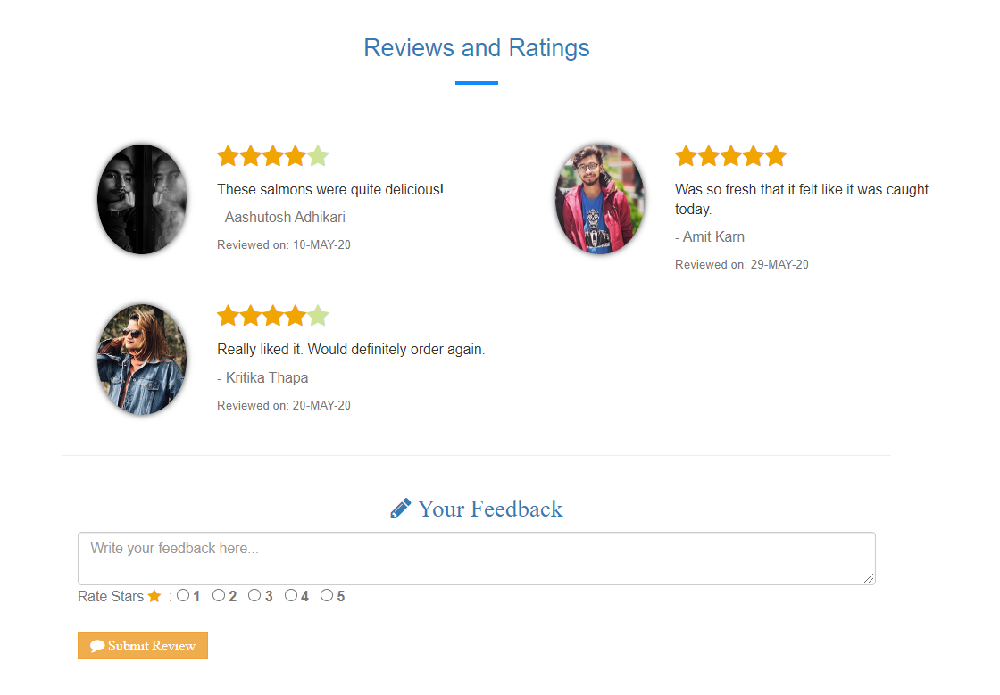 Reviews and Ratings
These salmons were quite delicious!
- Aashutosh Adhikari
Reviewed on: 10-MAY-20
Was so fresh that it felt like it was caught
today.
- Amit Karn
Reviewed on: 29-MAY-20
Really liked it. Would definitely order again.
- Kritika Thapa
Reviewed on: 20-MAY-20
Your Feedback
Write your feedback here...
Rate Stars : 1 2 3 4 5
Submit Review